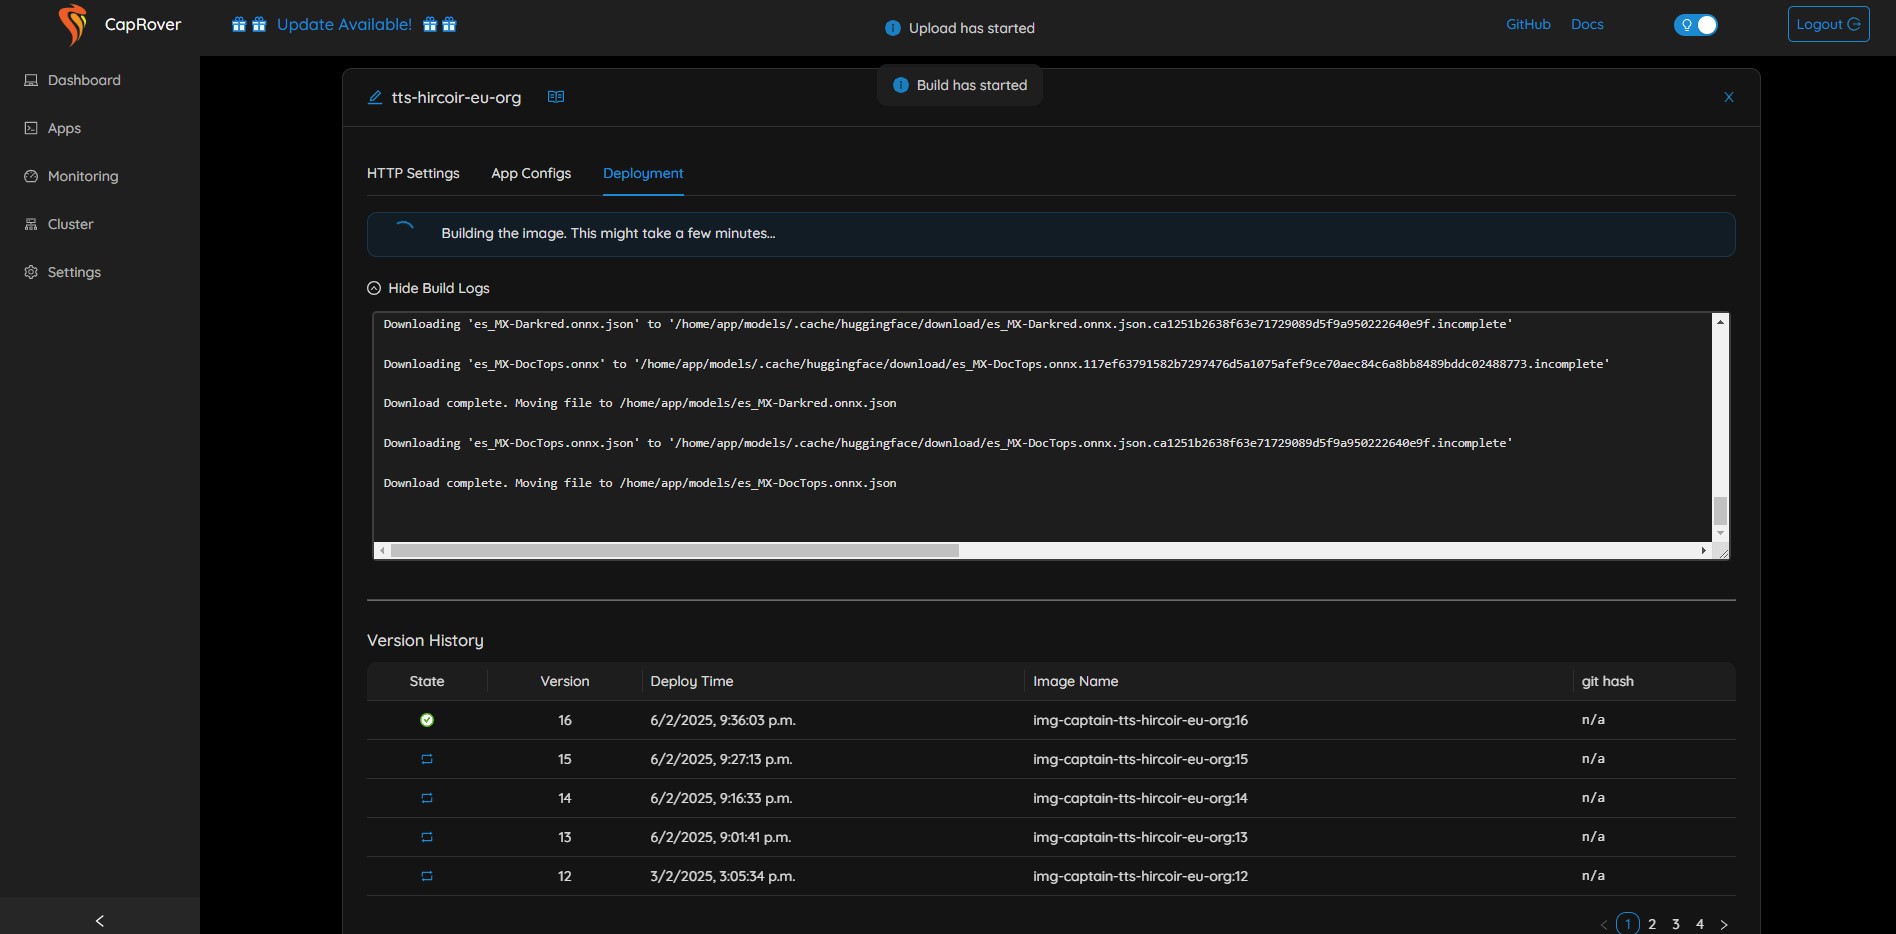 CapRover
Update Available!
Upload has started
GitHub
Docs
Logout
Dashboard
Apps
Monitoring
Cluster
Settings
tts-hircoir-eu-org
Build has started
X
HTTP Settings
App Configs
Deployment
Building the image. This might take a few minutes...
Hide Build Logs
Downloading 'es_MX-Darkred.onnx.json' to '/home/app/models/.cache/huggingface/download/es_MX-Darkred.onnx.json.ca1251b2638f63e71729089d5f9a950222640e9f.incomplete'
Downloading 'es_MX-DocTops.onnx' to '/home/app/models/.cache/huggingface/download/es_MX-DocTops.onnx.117ef63791582b7297476d5a1075afef9ce70aec84c6a8bb8489bddc02488773.incomplete'
Download complete. Moving file to /home/app/models/es_MX-Darkred.onnx.json
Downloading 'es_MX-DocTops.onnx.json' to '/home/app/models/.cache/huggingface/download/es_MX-DocTops.onnx.json.ca1251b2638f63e71729089d5f9a950222640e9f.incomplete'
Download complete. Moving file to /home/app/models/es_MX-DocTops.onnx.json
Version History
State Version Deploy Time Image Name git hash
16 6/2/2025, 9:36:03 p.m. img-captain-tts-hircoir-eu-org:16 n/a
15 6/2/2025, 9:27:13 p.m. img-captain-tts-hircoir-eu-org:15 n/a
14 6/2/2025, 9:16:33 p.m. img-captain-tts-hircoir-eu-org:14 n/a
13 6/2/2025, 9:01:41 p.m. img-captain-tts-hircoir-eu-org:13 n/a
12 3/2/2025, 3:05:34 p.m. img-captain-tts-hircoir-eu-org:12 n/a
< 1 2 3 4 >